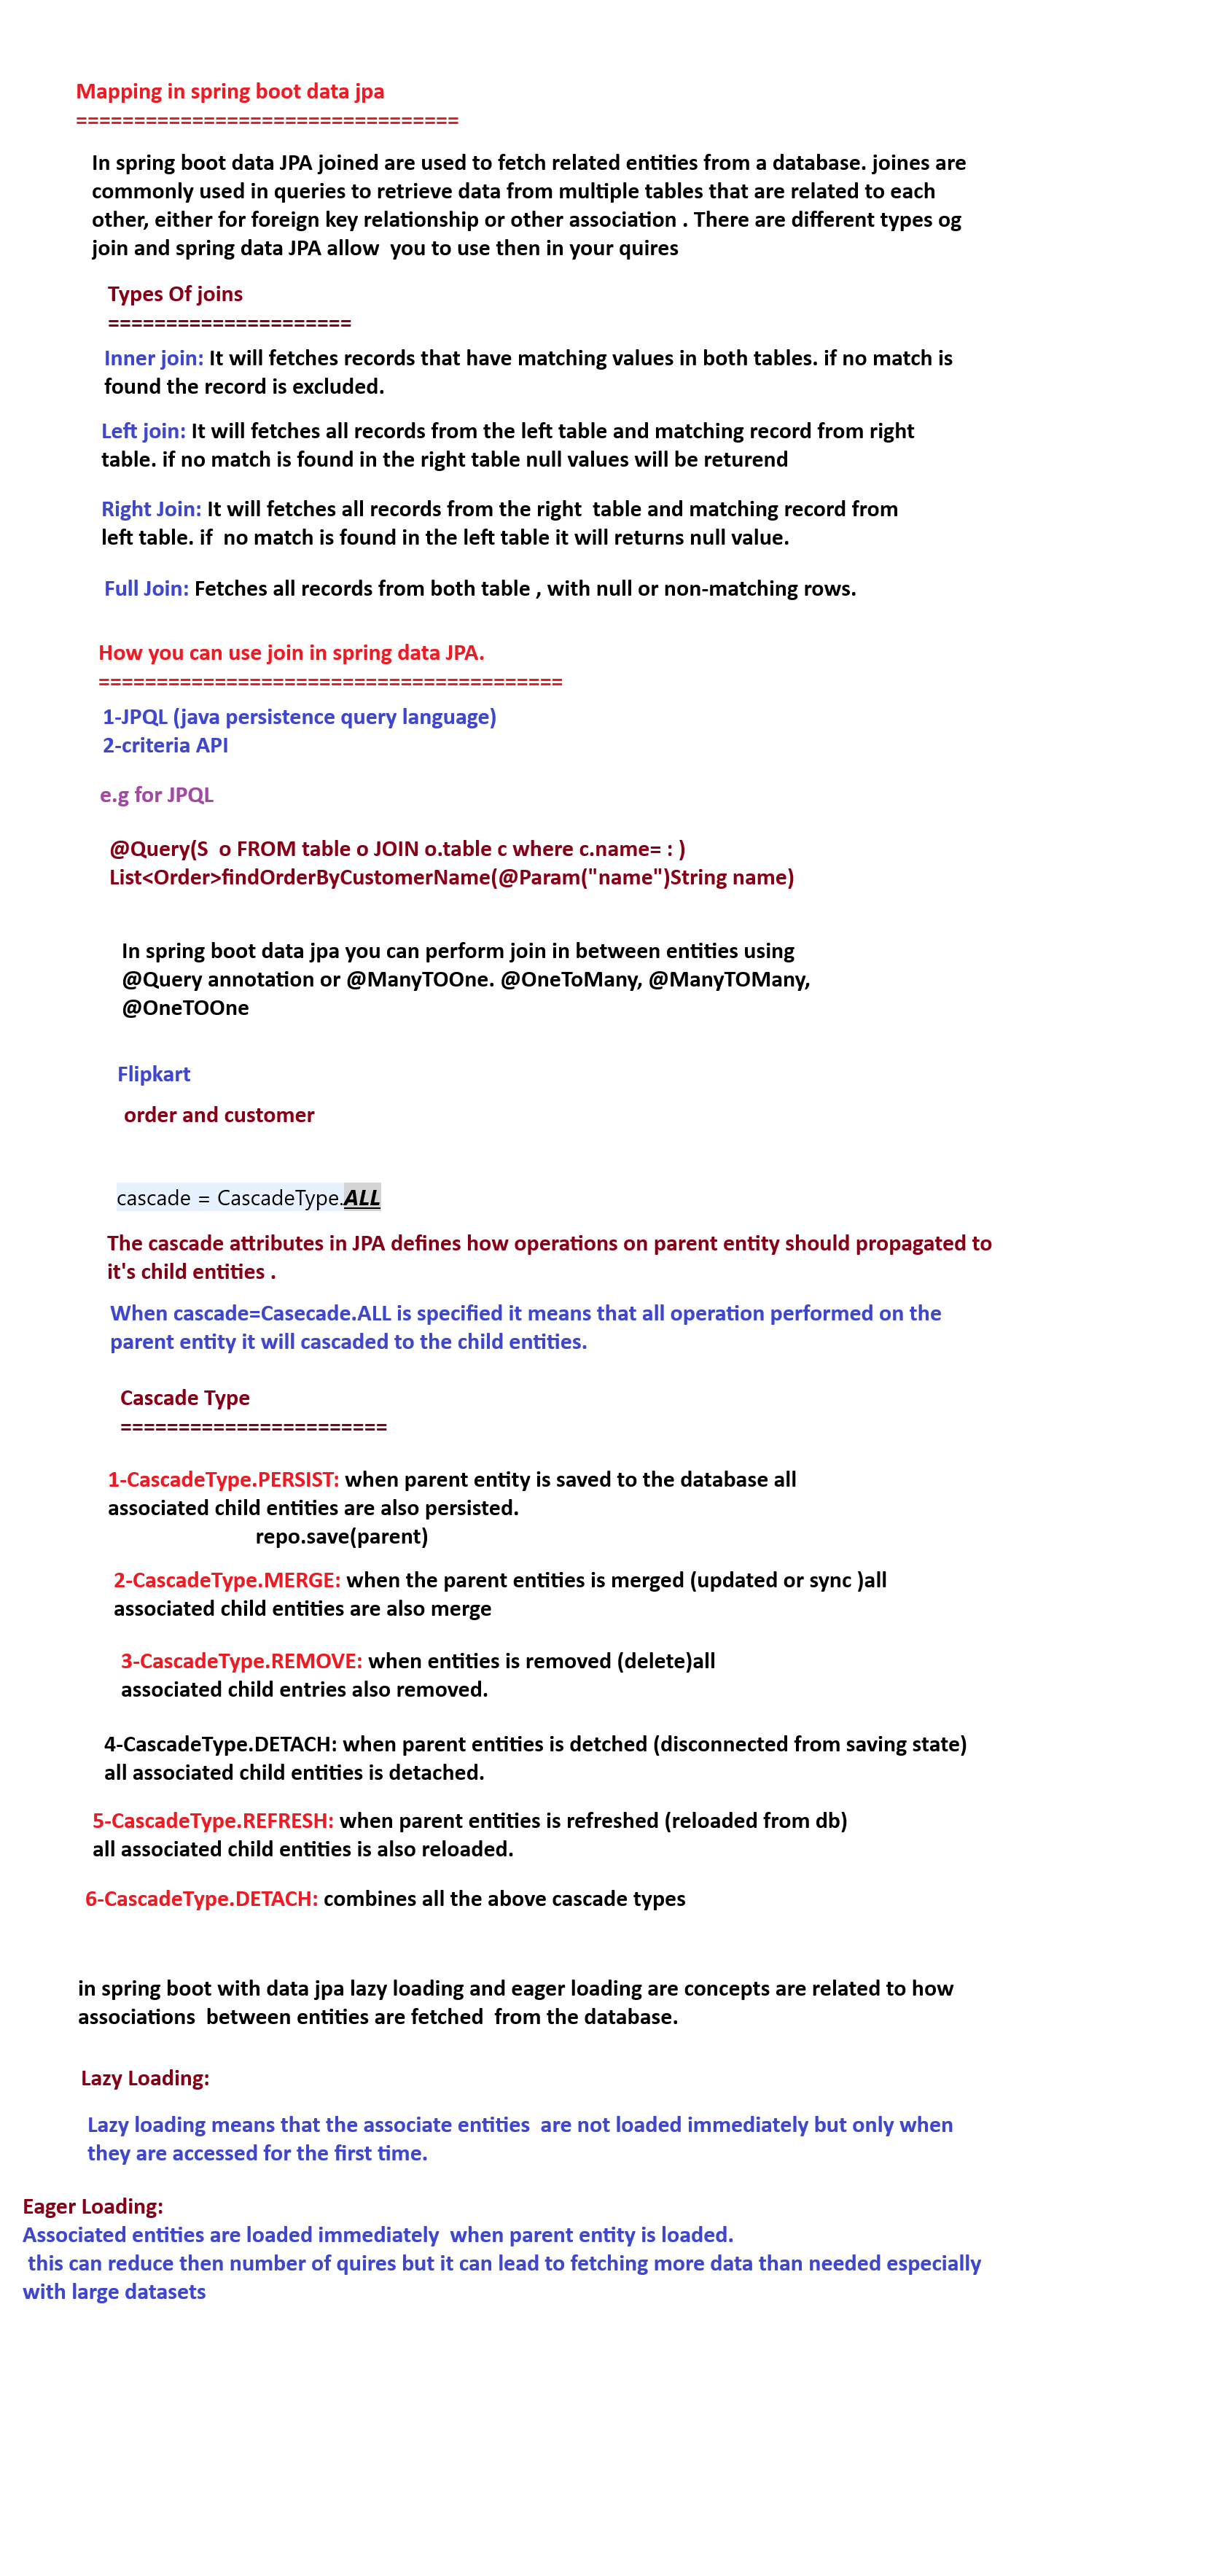 Mapping in spring boot data jpa
=================================
In spring boot data JPA joined are used to fetch related entities from a database. joines are
commonly used in queries to retrieve data from multiple tables that are related to each
other, either for foreign key relationship or other association . There are different types og
join and spring data JPA allow  you to use then in your quires
Types Of joins
=====================
Inner join: It will fetches records that have matching values in both tables. if no match is
found the record is excluded.
Left join: It will fetches all records from the left table and matching record from right
table. if no match is found in the right table null values will be returend
Right Join: It will fetches all records from the right  table and matching record from
left table. if  no match is found in the left table it will returns null value.
Full Join: Fetches all records from both table , with null or non-matching rows.
How you can use join in spring data JPA.
========================================
1-JPQL (java persistence query language)
2-criteria API
e.g for JPQL
@Query(S  o FROM table o JOIN o.table c where c.name= : )
List<Order>findOrderByCustomerName(@Param("name")String name)
In spring boot data jpa you can perform join in between entities using
@Query annotation or @ManyTOOne. @OneToMany, @ManyTOMany,
@OneTOOne
Flipkart
order and customer
cascade = CascadeType.ALL
The cascade attributes in JPA defines how operations on parent entity should propagated to
it's child entities .
When cascade=Casecade.ALL is specified it means that all operation performed on the
parent entity it will cascaded to the child entities.
Cascade Type
=======================
1-CascadeType.PERSIST: when parent entity is saved to the database all
associated child entities are also persisted.
repo.save(parent)
2-CascadeType.MERGE: when the parent entities is merged (updated or sync )all
associated child entities are also merge
3-CascadeType.REMOVE: when entities is removed (delete)all
associated child entries also removed.
4-CascadeType.DETACH: when parent entities is detched (disconnected from saving state)
all associated child entities is detached.
5-CascadeType.REFRESH: when parent entities is refreshed (reloaded from db)
all associated child entities is also reloaded.
6-CascadeType.DETACH: combines all the above cascade types
in spring boot with data jpa lazy loading and eager loading are concepts are related to how
associations  between entities are fetched  from the database.
Lazy Loading:
Lazy loading means that the associate entities  are not loaded immediately but only when
they are accessed for the first time.
Eager Loading:
Associated entities are loaded immediately  when parent entity is loaded.
this can reduce then number of quires but it can lead to fetching more data than needed especially
with large datasets